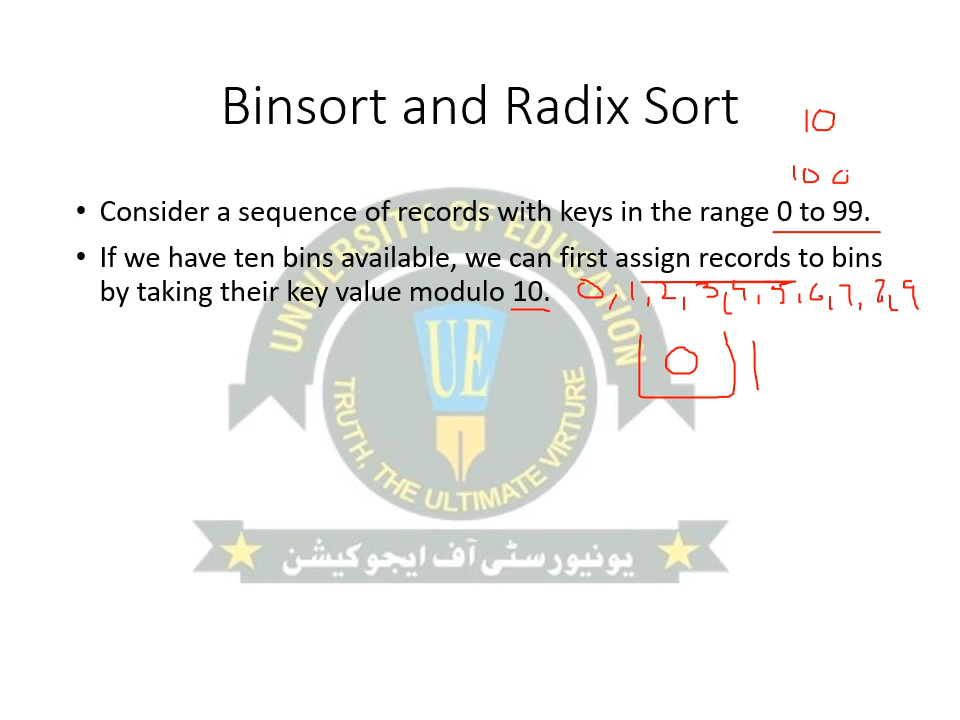 Binsort and Radix Sort
10
100
• Consider a sequence of records with keys in the range 0 to 99.
• If we have ten bins available, we can first assign records to bins
by taking their key value modulo 10.
0, 1, 2, 3, 4, 5, 6, 7, 8, 9
0
UNIVERSITY OF EDUCATION
UE
TRUTH, THE ULTIMATE VIRTURE
یونیورسٹی آف ایجوکیشن